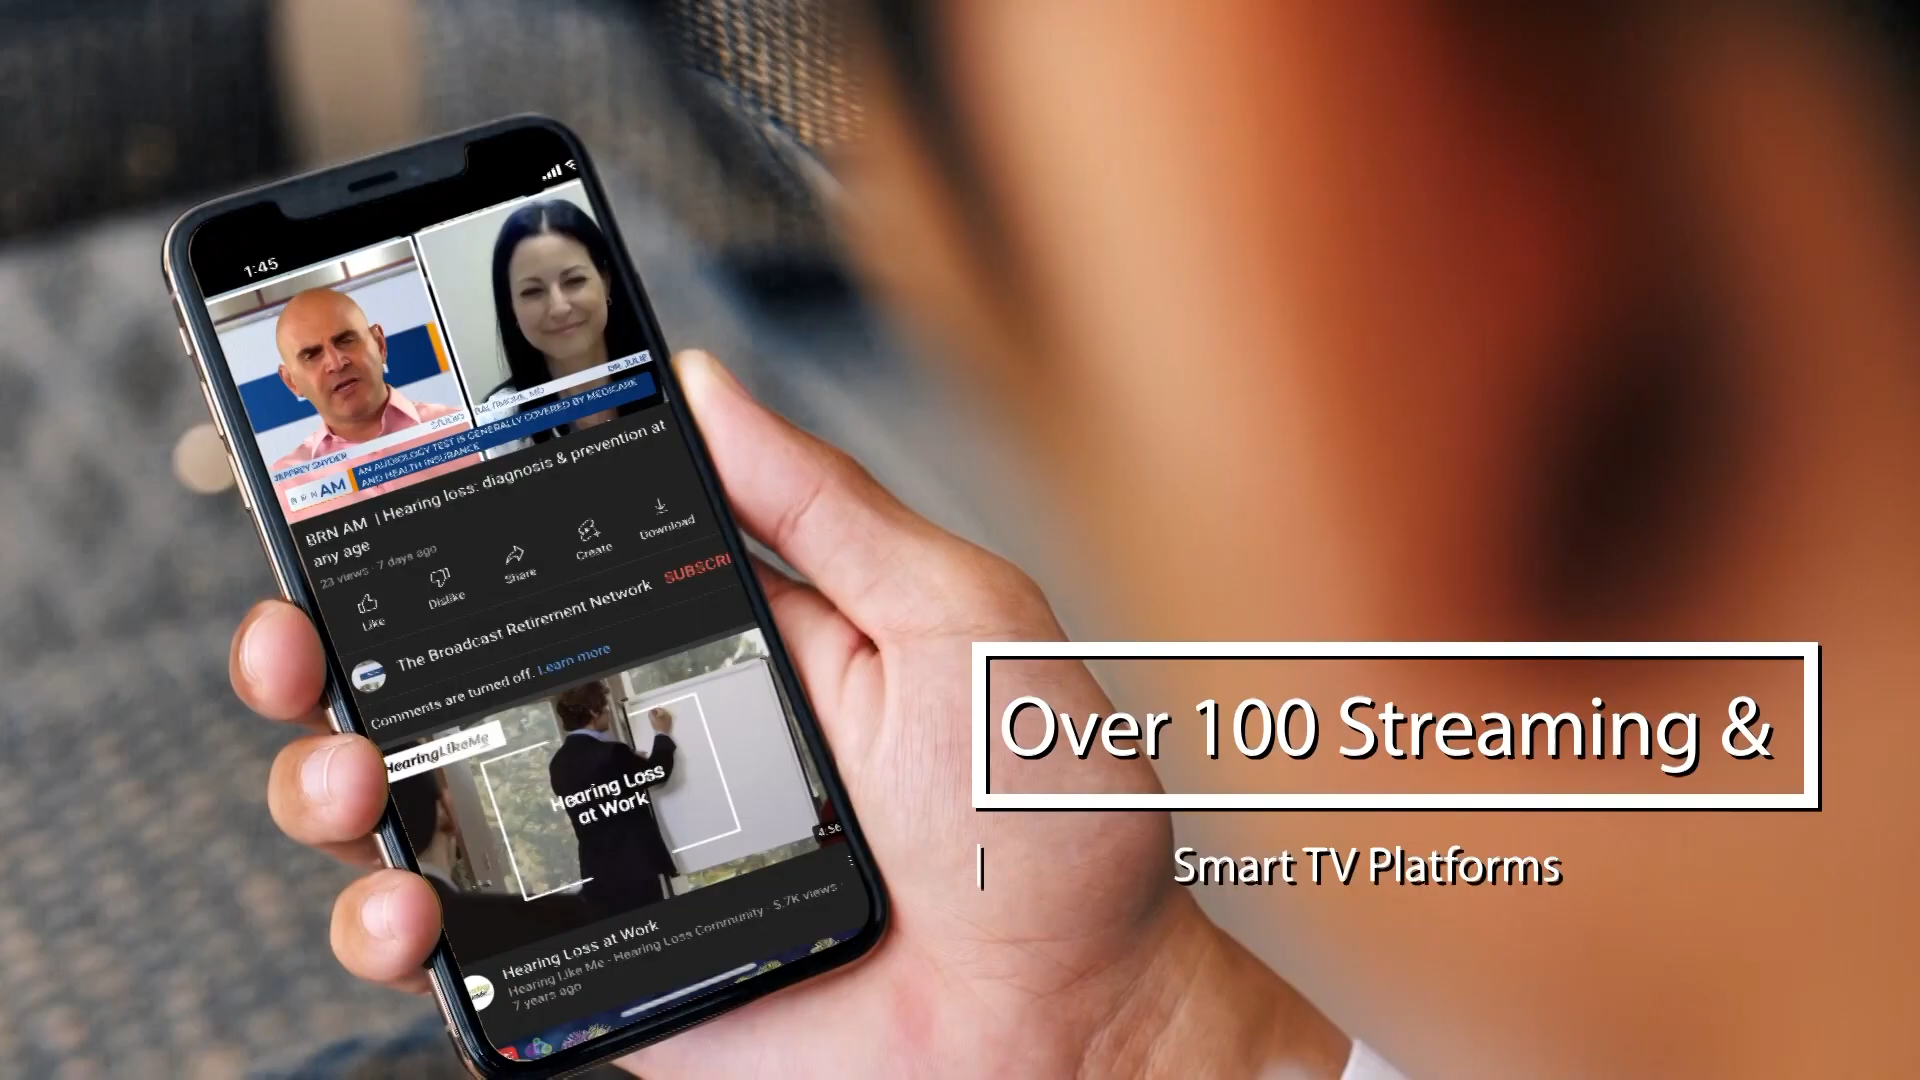 1:45
STUDIO
JEFFREY SNYDER
DR. JULIE
BALTIMORE, MD
BRN AM
AN AUDIOLOGY TEST IS GENERALLY COVERED BY MEDICARE
AND HEALTH INSURANCE
BRN AM | Hearing loss: diagnosis & prevention at
any age
23 views · 7 days ago
Like
Dislike
Share
Create
Download
The Broadcast Retirement Network
SUBSCRI
Comments are turned off. Learn more
HearingLikeMe
Hearing Loss
at Work
Hearing Loss at Work
Hearing Like Me - Hearing Loss Community · 5.7K views ·
7 years ago
Over 100 Streaming &
Smart TV Platforms